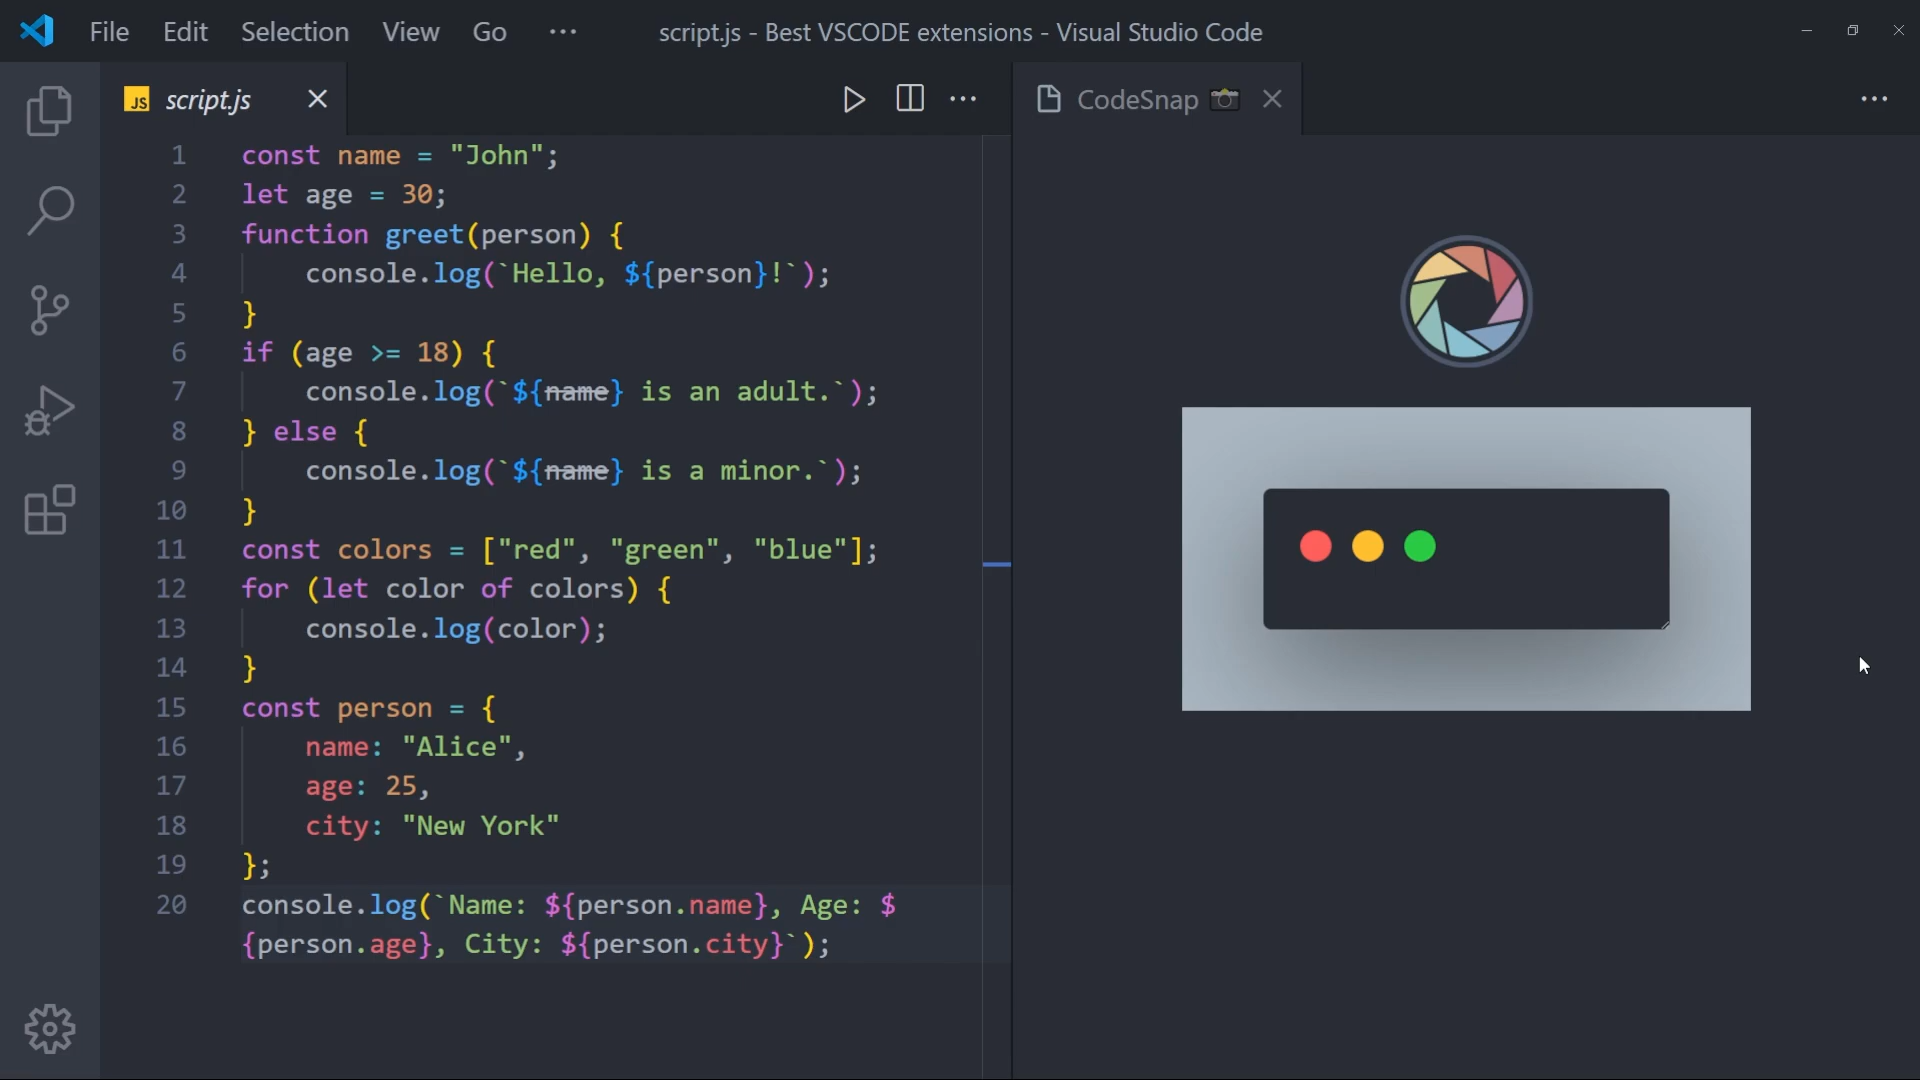 File Edit Selection View Go ··· script.js - Best VSCODE extensions - Visual Studio Code
JS script.js
CodeSnap
1 const name = "John";
2 let age = 30;
3 function greet(person) {
4     console.log(`Hello, ${person}!`);
5 }
6 if (age >= 18) {
7     console.log(`${name} is an adult.`);
8 } else {
9     console.log(`${name} is a minor.`);
10 }
11 const colors = ["red", "green", "blue"];
12 for (let color of colors) {
13     console.log(color);
14 }
15 const person = {
16     name: "Alice",
17     age: 25,
18     city: "New York"
19 };
20 console.log(`Name: ${person.name}, Age: $
{person.age}, City: ${person.city}`);